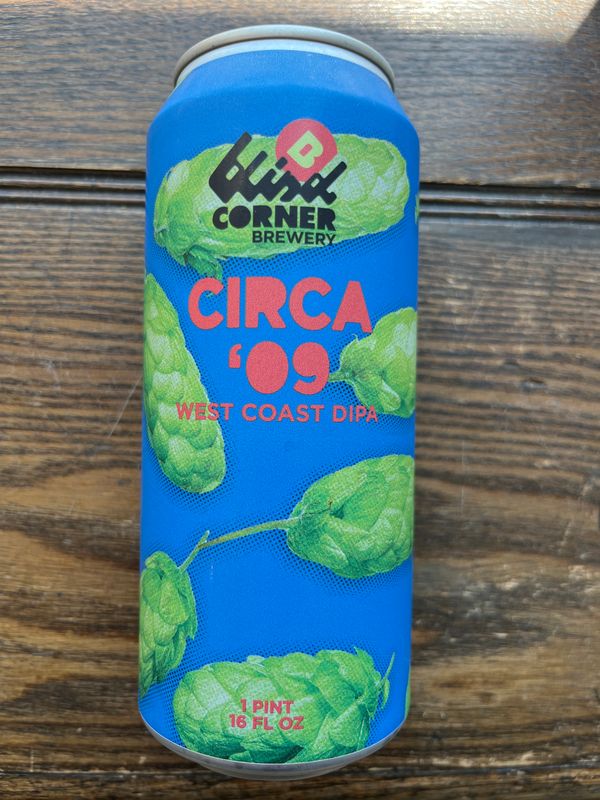 B
blind
CORNER
BREWERY
CIRCA
‘09
WEST COAST DIPA
1 PINT
16 FL OZ